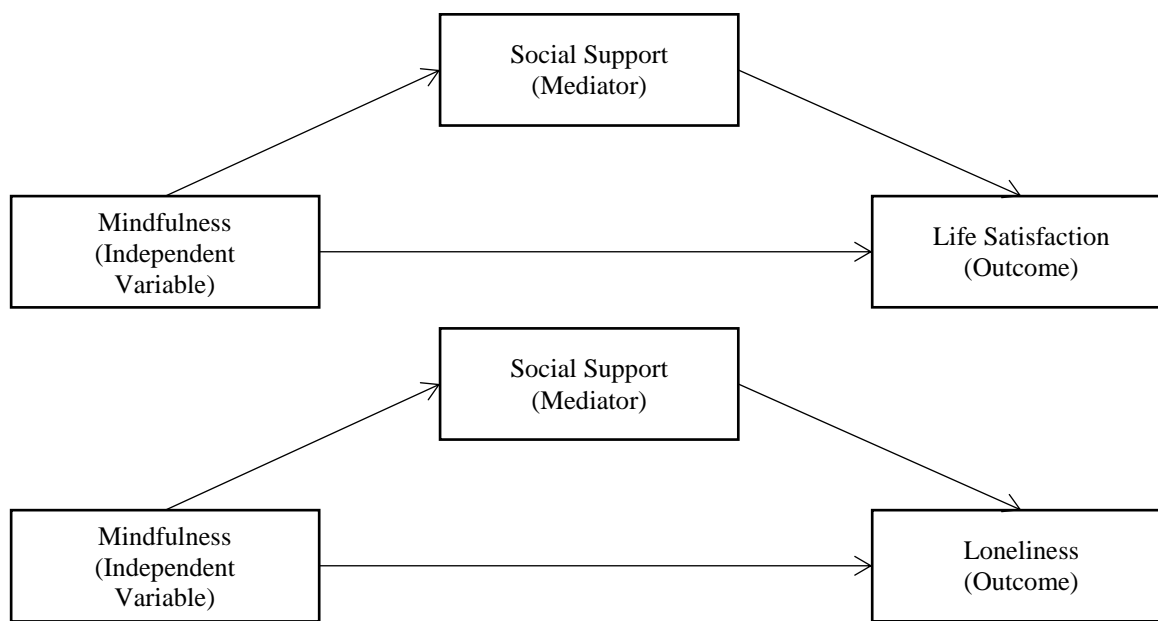 Social Support
(Mediator)
Mindfulness
(Independent
Variable)
Life Satisfaction
(Outcome)
Social Support
(Mediator)
Mindfulness
(Independent
Variable)
Loneliness
(Outcome)